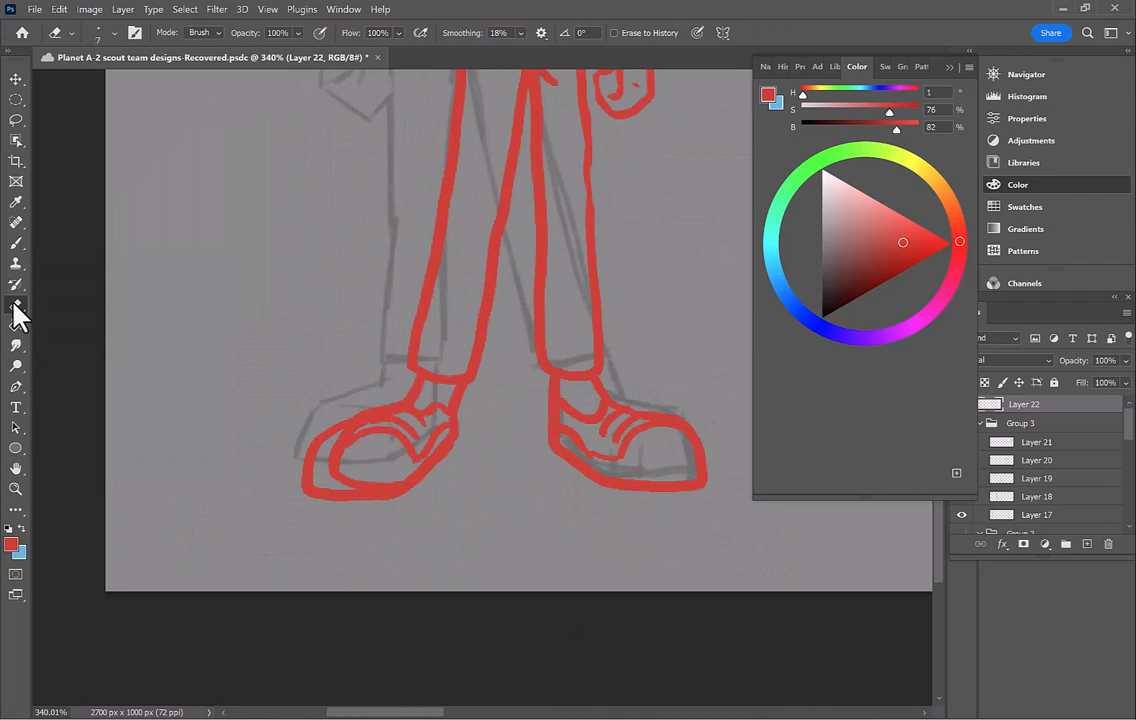 File Edit Image Layer Type Select Filter 3D View Plugins Window Help
7 Mode: Brush Opacity: 100% Flow: 100% Smoothing: 18% 0° Erase to History Share
Planet A-2 scout team designs-Recovered.psdc @ 340% (Layer 22, RGB/8#) *
Na Hi Pr Ad Lib Color Sw Gr Pat
H 1 °
S 76 %
B 82 %
Navigator
Histogram
Properties
Adjustments
Libraries
Color
Swatches
Gradients
Patterns
Channels
nd
al Opacity: 100%
Fill: 100%
Layer 22
Group 3
Layer 21
Layer 20
Layer 19
Layer 18
Layer 17
340.01% 2700 px x 1000 px (72 ppi)